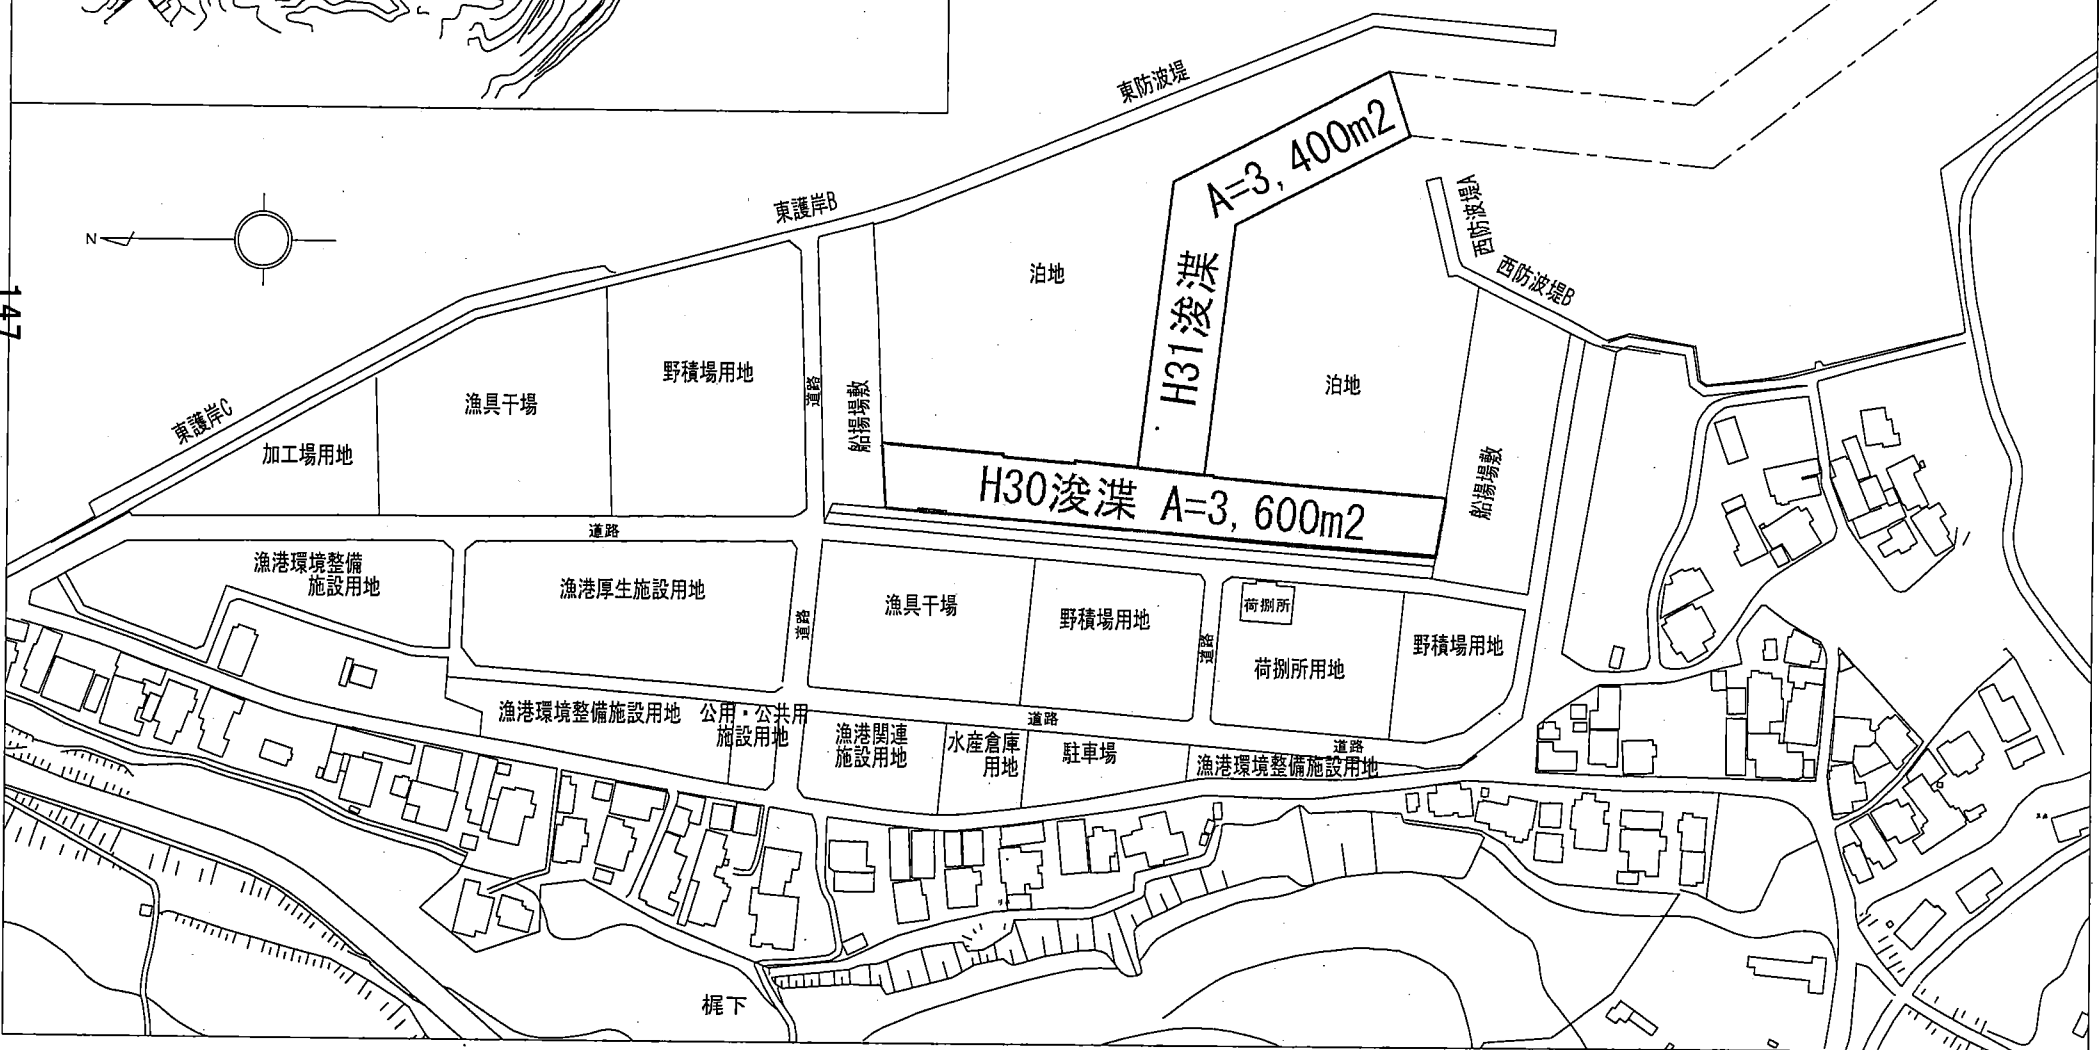 東防波堤
A=3,400m2
西防波堤A
東護岸B
N
西防波堤B
泊地
H31浚渫
147
野積場用地
道路
泊地
漁具干場
船揚場敷
東護岸C
加工場用地
船揚場敷
H30浚渫 A=3,600m2
道路
漁港環境整備
施設用地
漁港厚生施設用地
道路
漁具干場
野積場用地
道路
荷捌所
荷捌所用地
野積場用地
漁港環境整備施設用地
公用・公共用
施設用地
漁港関連
施設用地
道路
水産倉庫
用地
駐車場
道路
漁港環境整備施設用地
梶下